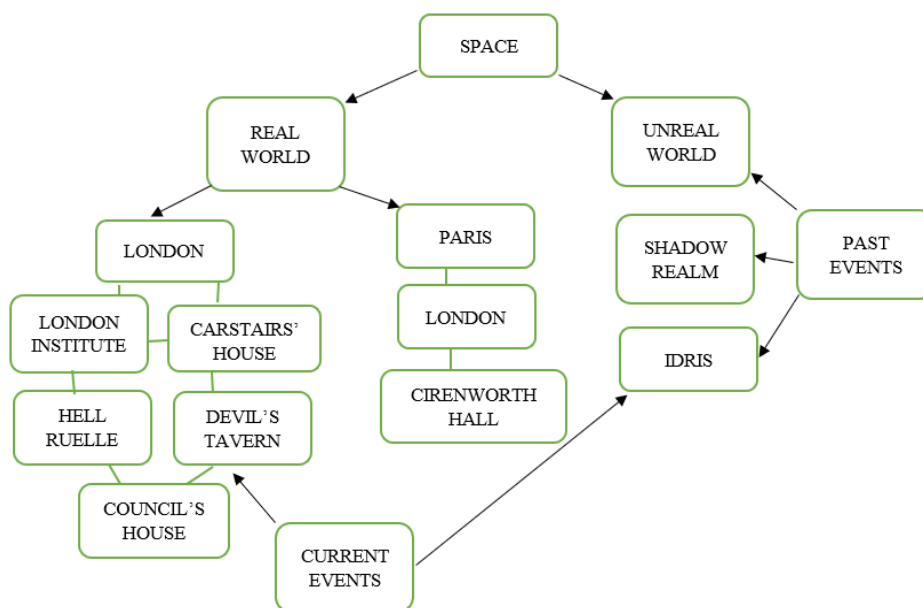 SPACE
REAL
WORLD
UNREAL
WORLD
LONDON
PARIS
SHADOW
REALM
PAST
EVENTS
LONDON
INSTITUTE
CARSTAIRS’
HOUSE
LONDON
IDRIS
HELL
RUELLE
DEVIL’S
TAVERN
CIRENWORTH
HALL
COUNCIL’S
HOUSE
CURRENT
EVENTS